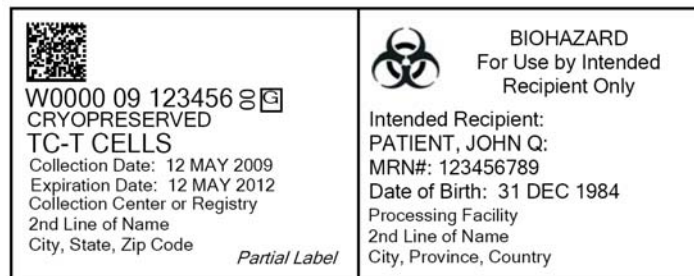 W0000 09 123456 00 G
CRYOPRESERVED
TC-T CELLS
Collection Date: 12 MAY 2009
Expiration Date: 12 MAY 2012
Collection Center or Registry
2nd Line of Name
City, State, Zip Code
Partial Label
BIOHAZARD
For Use by Intended
Recipient Only
Intended Recipient:
PATIENT, JOHN Q:
MRN#: 123456789
Date of Birth: 31 DEC 1984
Processing Facility
2nd Line of Name
City, Province, Country